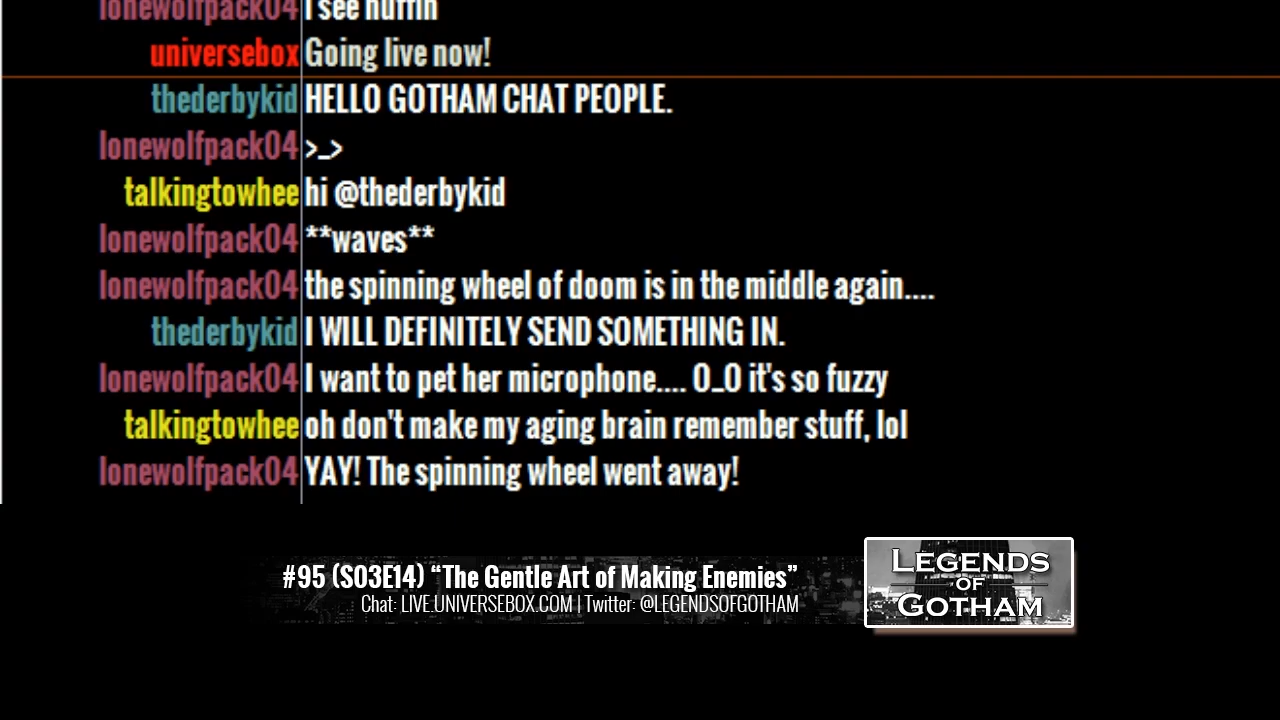 lonewolfpack04 I see nuffin
universebox Going live now!
thederbykid HELLO GOTHAM CHAT PEOPLE.
lonewolfpack04 >_>
talkingtowhee hi @thederbykid
lonewolfpack04 **waves**
lonewolfpack04 the spinning wheel of doom is in the middle again....
thederbykid I WILL DEFINITELY SEND SOMETHING IN.
lonewolfpack04 I want to pet her microphone.... O_O it's so fuzzy
talkingtowhee oh don't make my aging brain remember stuff, lol
lonewolfpack04 YAY! The spinning wheel went away!
#95 (S03E14) “The Gentle Art of Making Enemies”
Chat: LIVE.UNIVERSEBOX.COM | Twitter: @LEGENDSOFGOTHAM
LEGENDS
OF
GOTHAM